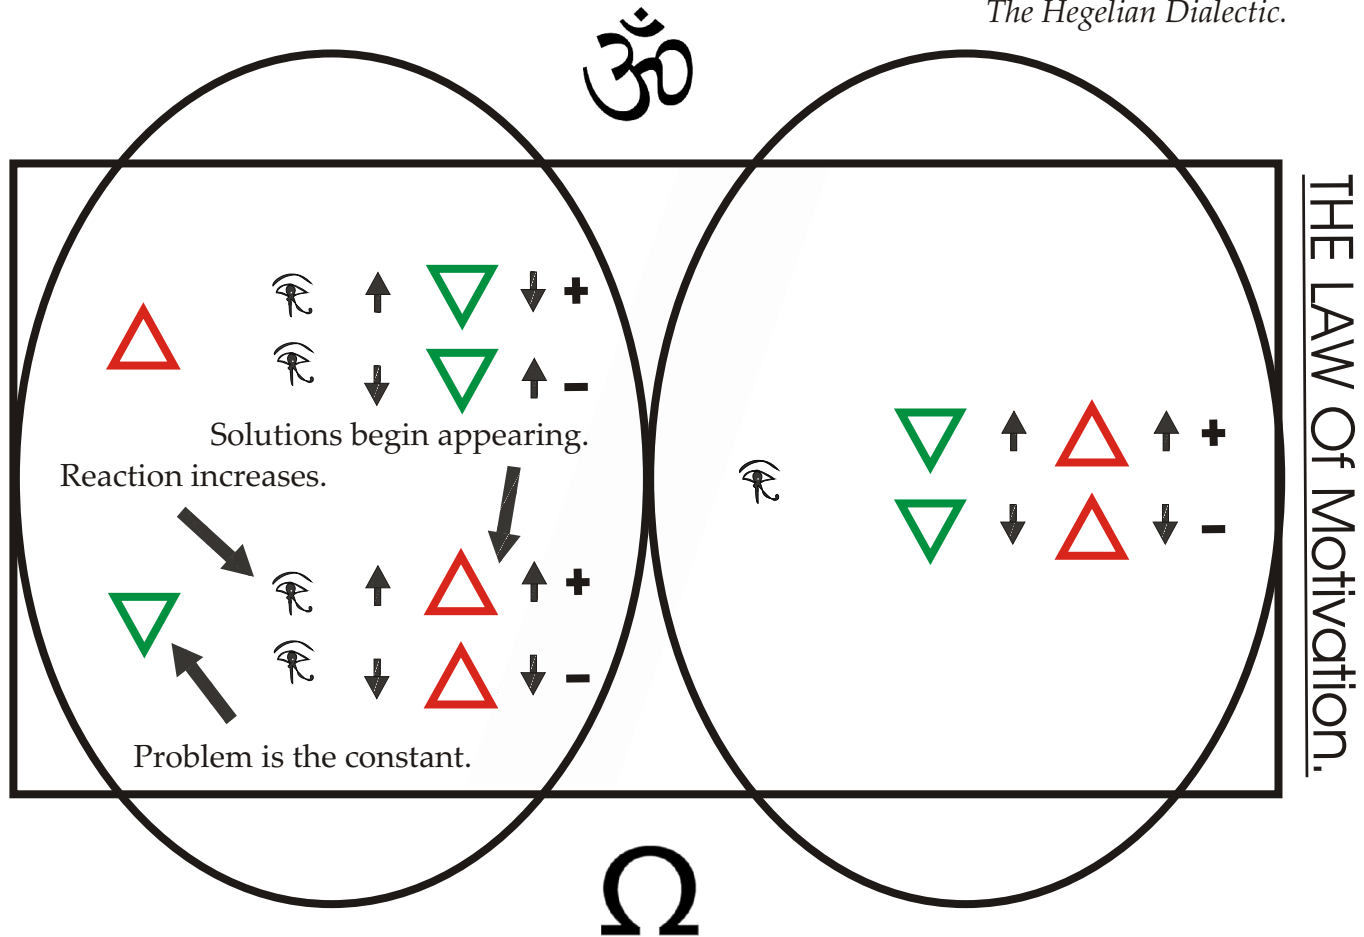 The Hegelian Dialectic.
ॐ
+
–
Solutions begin appearing.
Reaction increases.
+
–
Problem is the constant.
+
–
THE LAW Of Motivation.
Ω